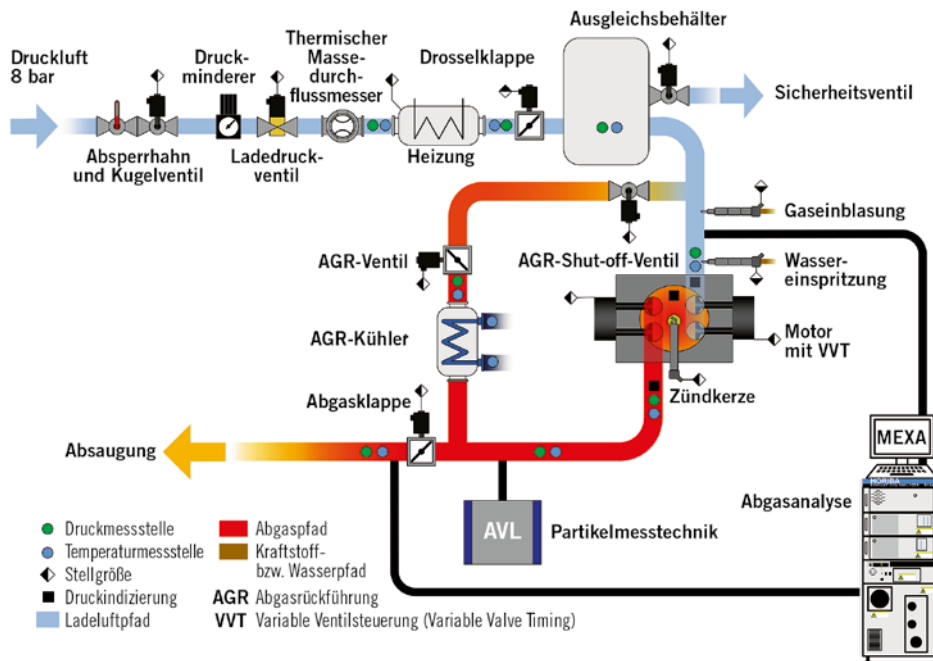 Ausgleichsbehälter
Druckluft
8 bar
Druck-
minderer
Thermischer
Masse-
durch-
flussmesser
Drosselklappe
Sicherheitsventil
Absperrhahn
und Kugelventil
Ladedruck-
ventil
Heizung
Gaseinblasung
AGR-Ventil
AGR-Shut-off-Ventil
Wasser-
einspritzung
AGR-Kühler
Motor
mit VVT
Zündkerze
Abgasklappe
Absaugung
MEXA
HORIBA
Abgasanalyse
AVL
Partikelmesstechnik
Druckmessstelle
Temperaturmessstelle
Stellgröße
Druckindizierung
Ladeluftpfad
Abgaspfad
Kraftstoff-
bzw. Wasserpfad
AGR Abgasrückführung
VVT Variable Ventilsteuerung (Variable Valve Timing)